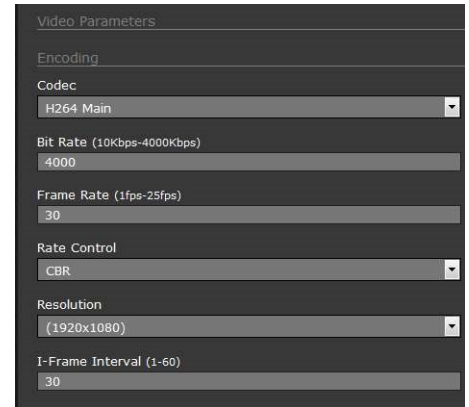 Video Parameters
Encoding
Codec
H264 Main
Bit Rate (10Kbps-4000Kbps)
4000
Frame Rate (1fps-25fps)
30
Rate Control
CBR
Resolution
(1920x1080)
I-Frame Interval (1-60)
30